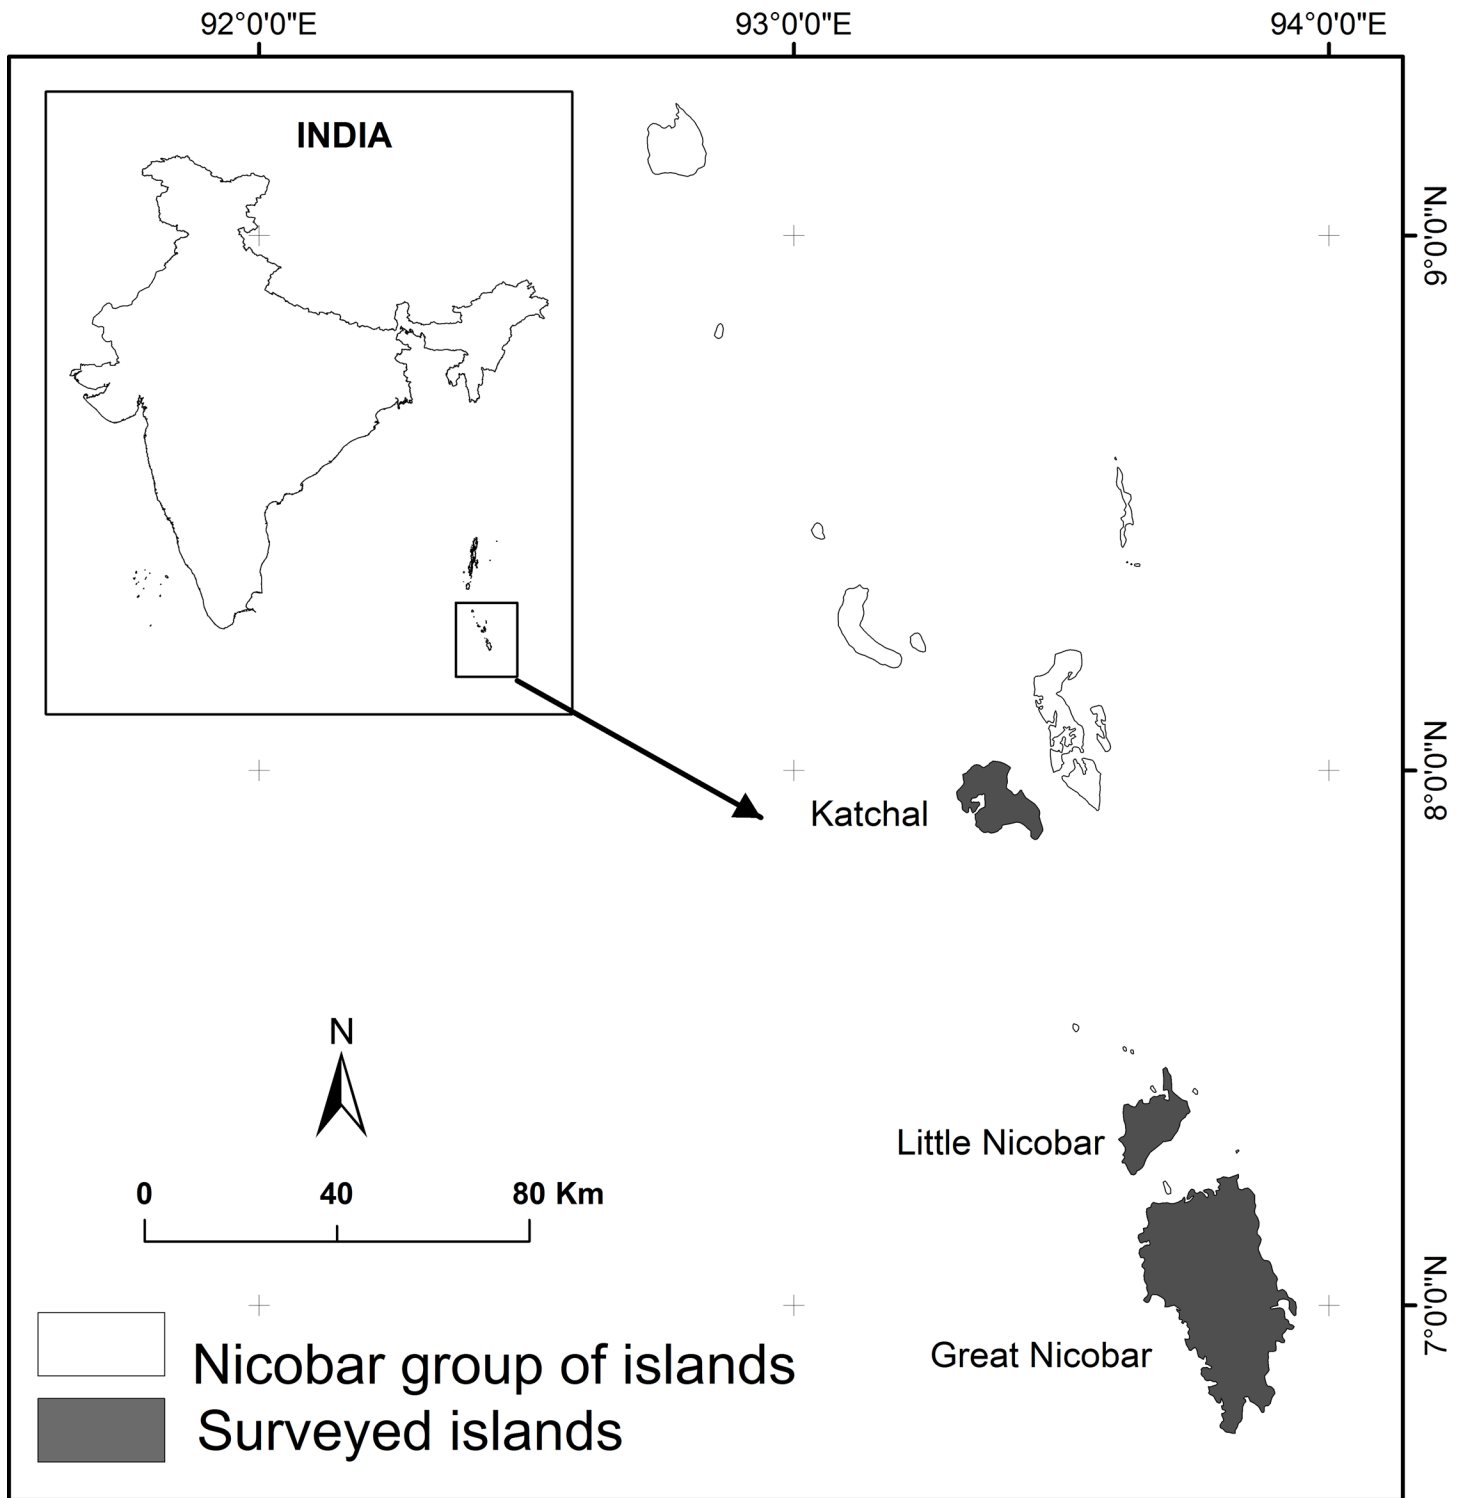 92°0'0"E
93°0'0"E
94°0'0"E
INDIA
9°0'0"N
8°0'0"N
Katchal
N
Little Nicobar
0 40 80 Km
7°0'0"N
Great Nicobar
Nicobar group of islands
Surveyed islands